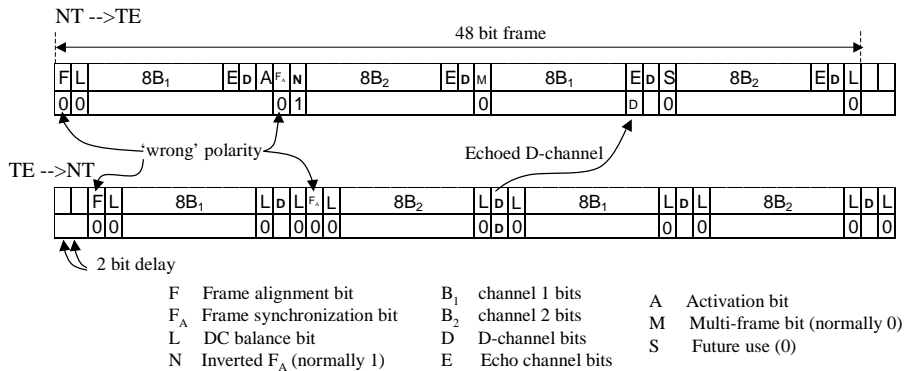 NT -->TE
48 bit frame
F L 8B1 E D A FA N 8B2 E D M 8B1 E D S 8B2 E D L
0 0 0 1 0 D 0 0
'wrong' polarity
Echoed D-channel
TE -->NT
F L 8B1 L D L FA L 8B2 L D L 8B1 L D L 8B2 L D L
0 0 0 0 0 0 0 D 0 0 0 0 0
2 bit delay
F Frame alignment bit
FA Frame synchronization bit
L DC balance bit
N Inverted FA (normally 1)
B1 channel 1 bits
B2 channel 2 bits
D D-channel bits
E Echo channel bits
A Activation bit
M Multi-frame bit (normally 0)
S Future use (0)